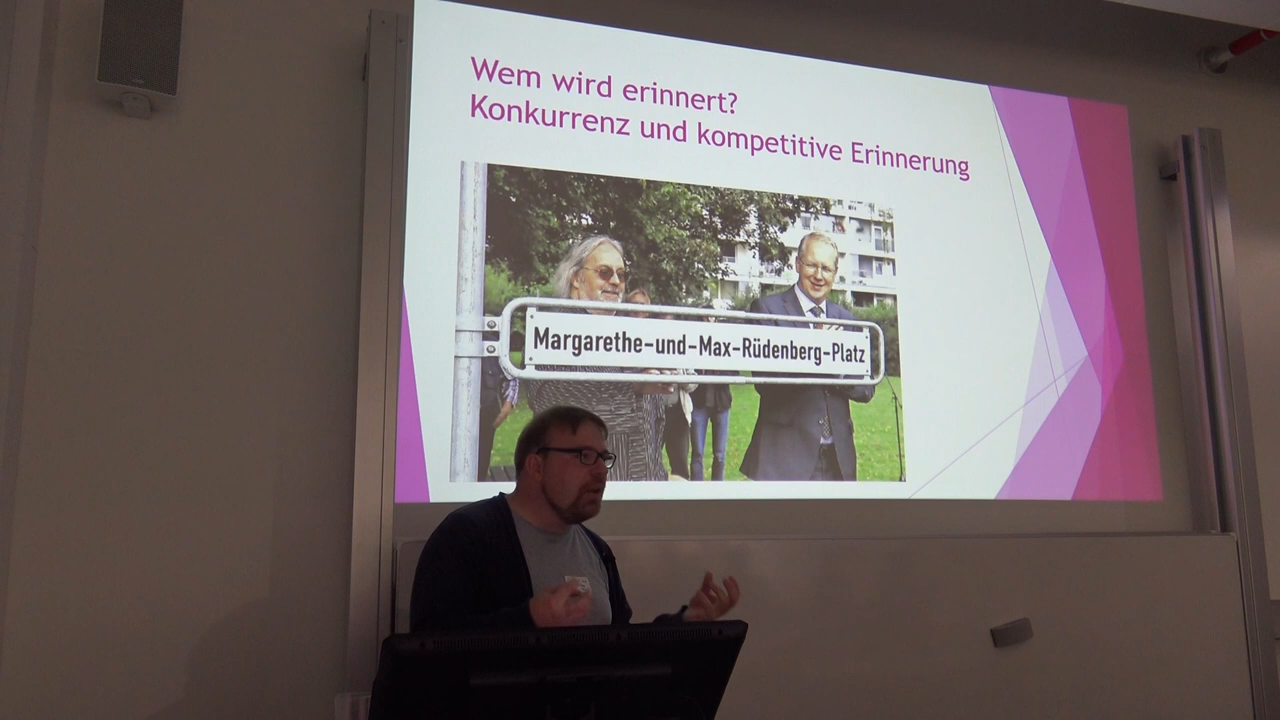 Wem wird erinnert?
Konkurrenz und kompetitive Erinnerung
Margarethe-und-Max-Rüdenberg-Platz